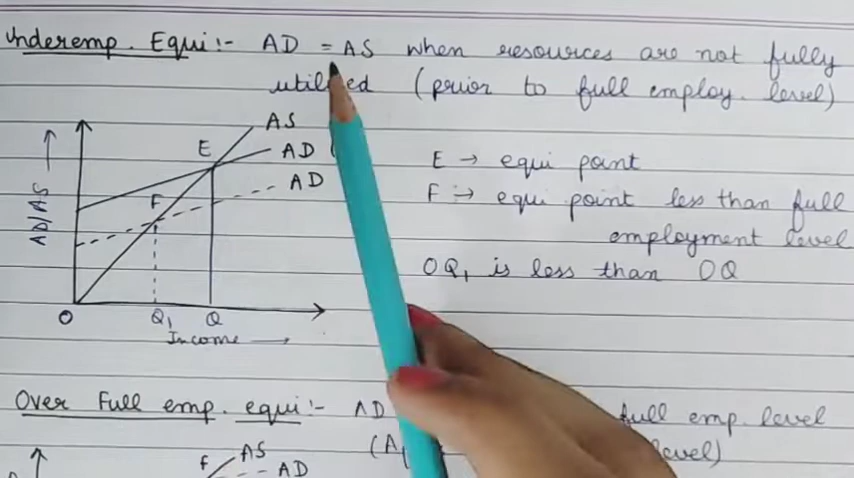 Underemp. Equi:- AD = AS when resources are not fully
utilised (prior to full employ. level)
AS
E AD
AD
F
AD/AS
E → equi point
F → equi point less than full
employment level
OQ1 is less than OQ
O Q1 Q
Income
Over Full emp. equi:- AD full emp. level
level)
F AS
AD